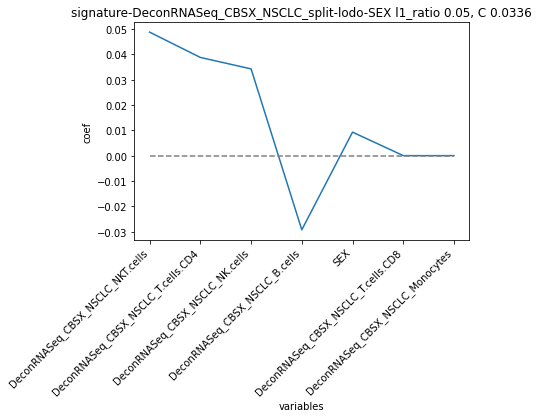 signature-DeconRNASeq_CBSX_NSCLC_split-lodo-SEX l1_ratio 0.05, C 0.0336
0.05
0.04
0.03
0.02
0.01
0.00
−0.01
−0.02
−0.03
coef
DeconRNASeq_CBSX_NSCLC_NKT.cells
DeconRNASeq_CBSX_NSCLC_T.cells.CD4
DeconRNASeq_CBSX_NSCLC_NK.cells
DeconRNASeq_CBSX_NSCLC_B.cells
SEX
DeconRNASeq_CBSX_NSCLC_T.cells.CD8
DeconRNASeq_CBSX_NSCLC_Monocytes
variables